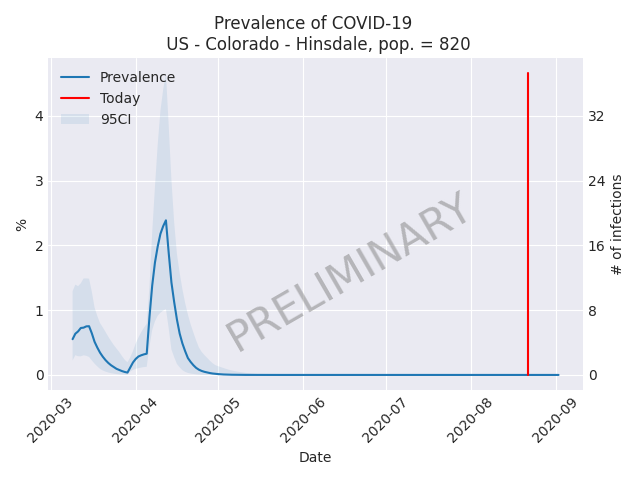 Prevalence of COVID-19
US - Colorado - Hinsdale, pop. = 820
Prevalence
Today
95CI
4
3
2
1
0
%
32
24
16
8
0
# of infections
PRELIMINARY
2020-03
2020-04
2020-05
2020-06
2020-07
2020-08
2020-09
Date